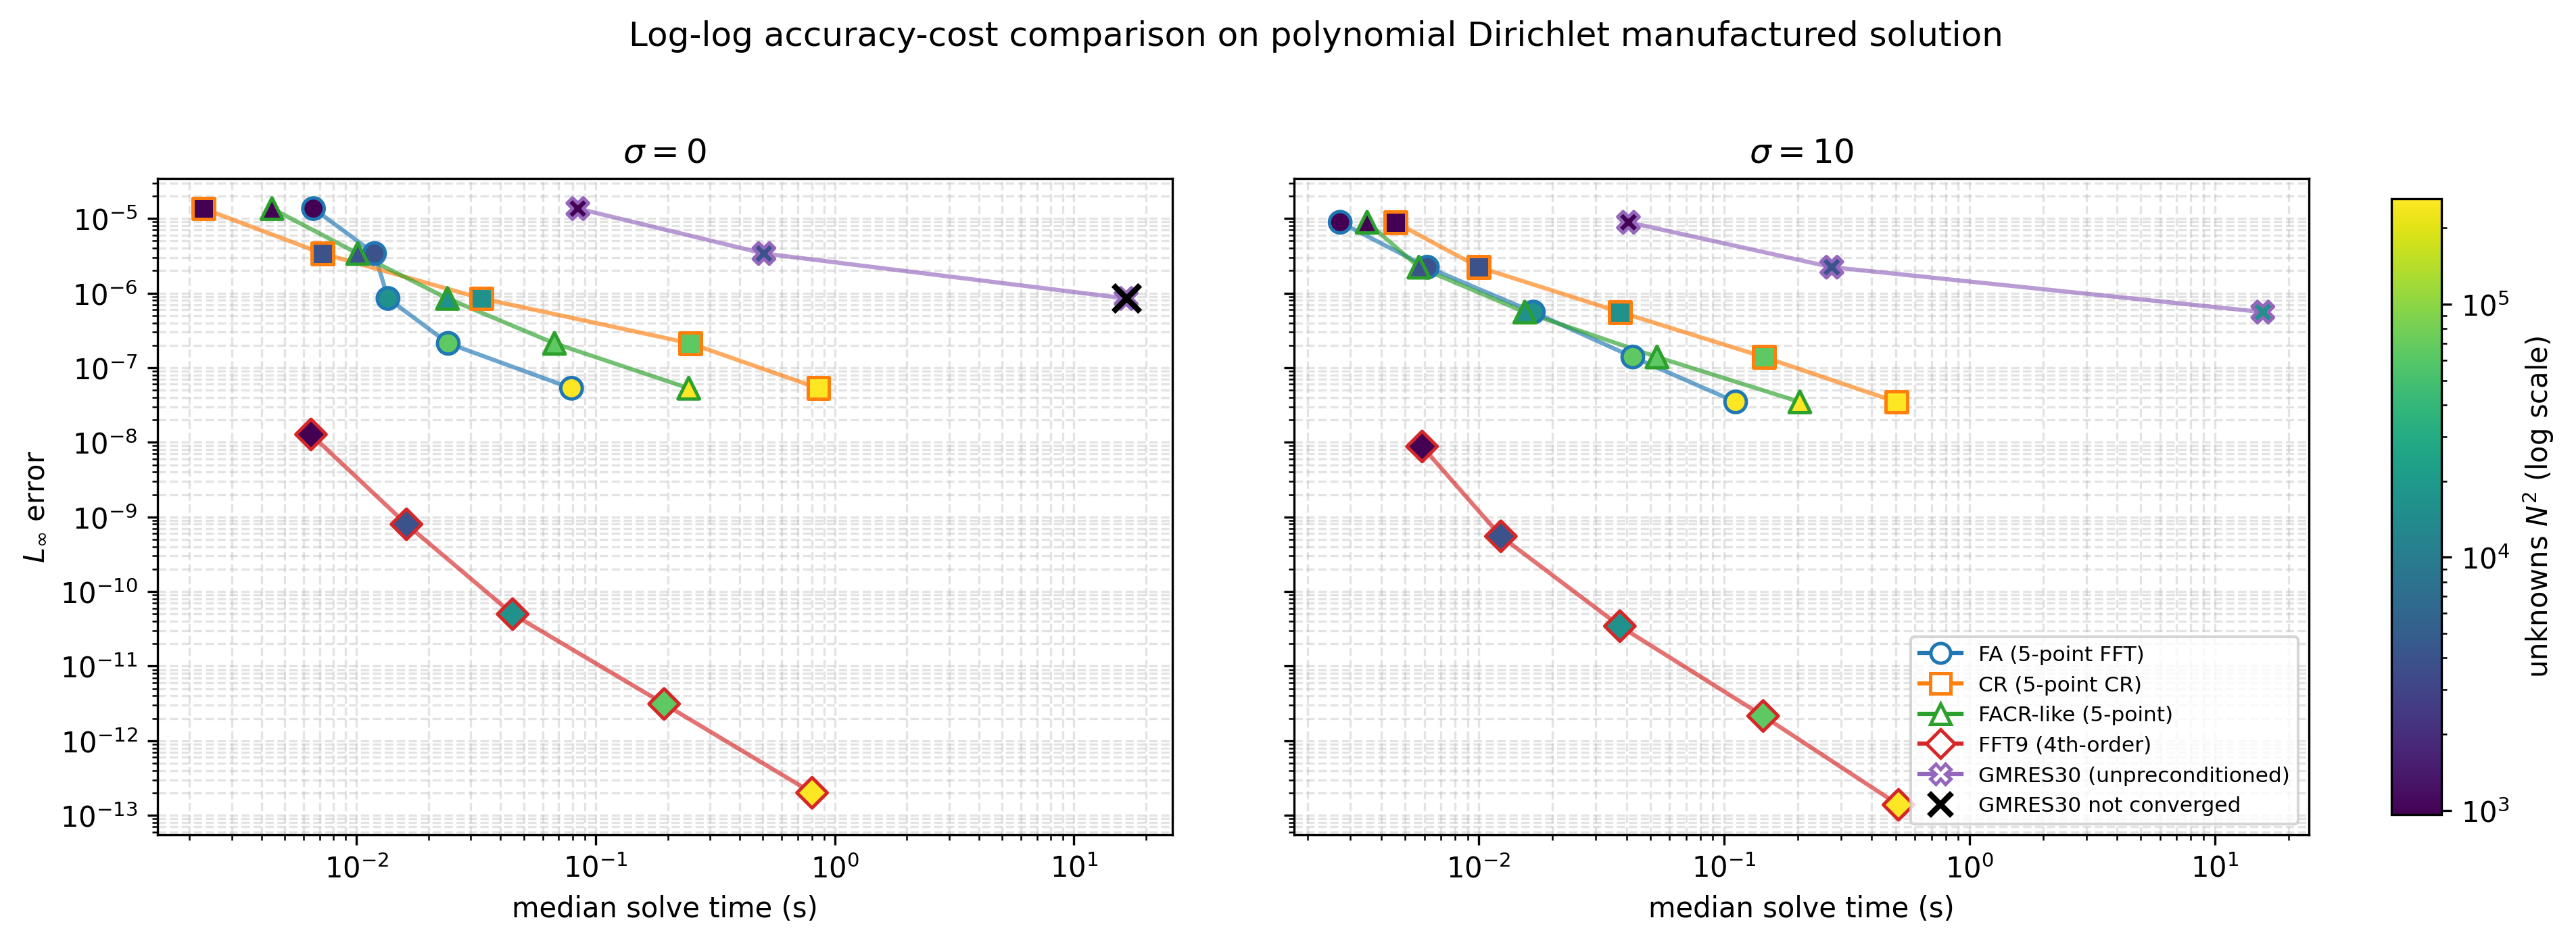 Log-log accuracy-cost comparison on polynomial Dirichlet manufactured solution
σ = 0
σ = 10
10⁻⁵
10⁻⁶
10⁻⁷
10⁻⁸
10⁻⁹
10⁻¹⁰
10⁻¹¹
10⁻¹²
10⁻¹³
L∞ error
10⁻² 10⁻¹ 10⁰ 10¹
median solve time (s)
10⁻² 10⁻¹ 10⁰ 10¹
median solve time (s)
FA (5-point FFT)
CR (5-point CR)
FACR-like (5-point)
FFT9 (4th-order)
GMRES30 (unpreconditioned)
GMRES30 not converged
10⁵
10⁴
10³
unknowns N² (log scale)